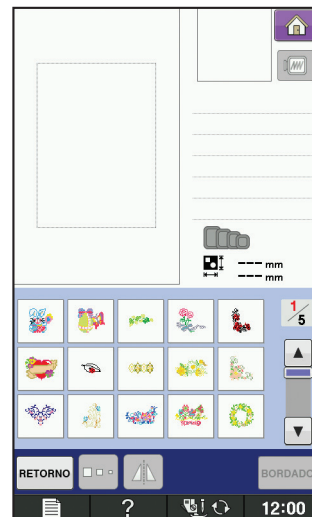 --- mm
--- mm
1/5
RETORNO
BORDADO
?
12:00